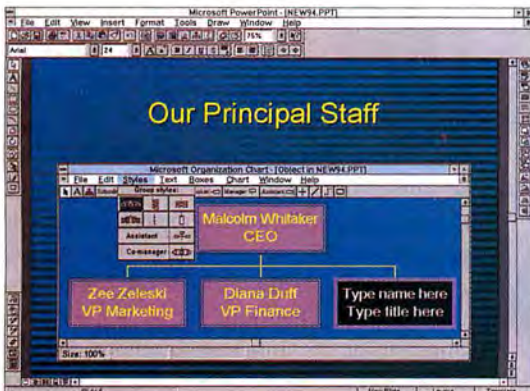 Microsoft PowerPoint - [NEW94.PPT]
File Edit View Insert Format Tools Draw Window Help
75%
Arial 24
Our Principal Staff
Microsoft Organization Chart - [Object in NEW94.PPT]
File Edit Styles Text Boxes Chart Window Help
Group styles:
Manager
Assistant
Co-manager
Malcolm Whitaker
CEO
Zee Zeleski
VP Marketing
Diana Duff
VP Finance
Type name here
Type title here
Size: 100%